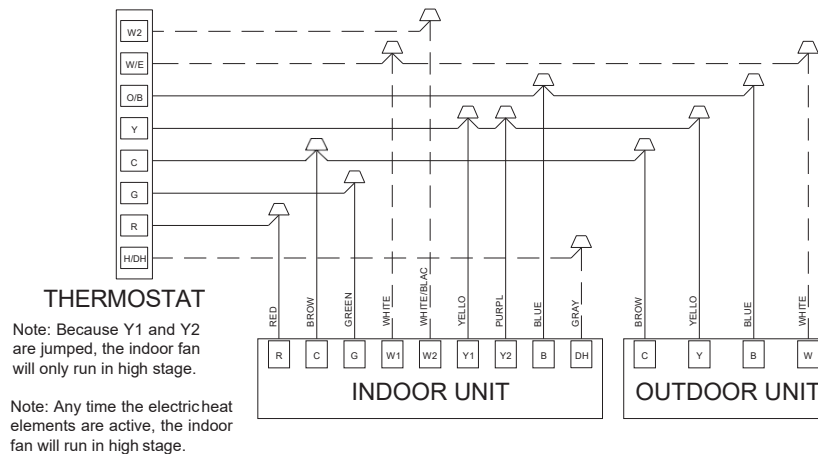 W2
W/E
O/B
Y
C
G
R
H/DH
THERMOSTAT
Note: Because Y1 and Y2
are jumped, the indoor fan
will only run in high stage.
Note: Any time the electric heat
elements are active, the indoor
fan will run in high stage.
RED
BROW
GREEN
WHITE
WHITE/BLAC
YELLO
PURPL
BLUE
GRAY
R
C
G
W1
W2
Y1
Y2
B
DH
INDOOR UNIT
BROW
YELLO
BLUE
WHITE
C
Y
B
W
OUTDOOR UNIT